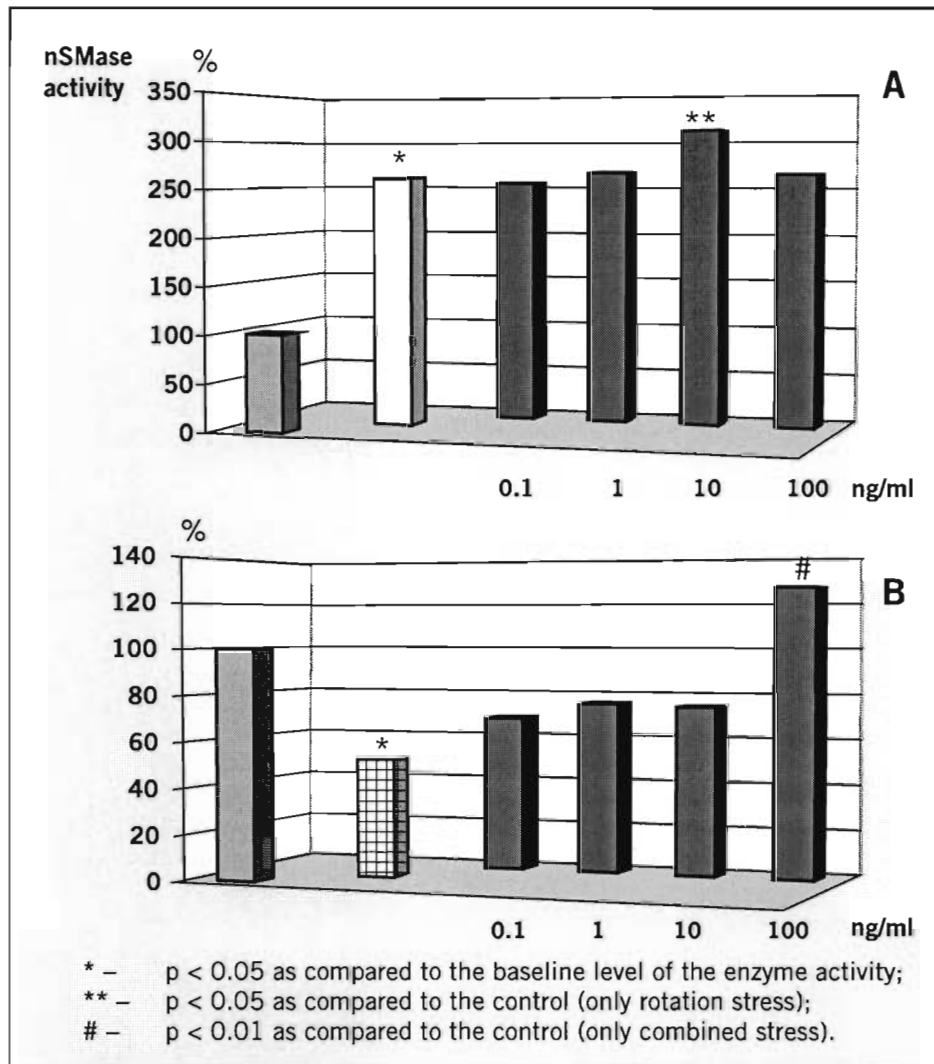 nSMase
activity
%
A
350
300
250
200
150
100
50
0
*
**
0.1 1 10 100 ng/ml
%
B
140
120
100
80
60
40
20
0
*
#
0.1 1 10 100 ng/ml
* – p < 0.05 as compared to the baseline level of the enzyme activity;
** – p < 0.05 as compared to the control (only rotation stress);
# – p < 0.01 as compared to the control (only combined stress).